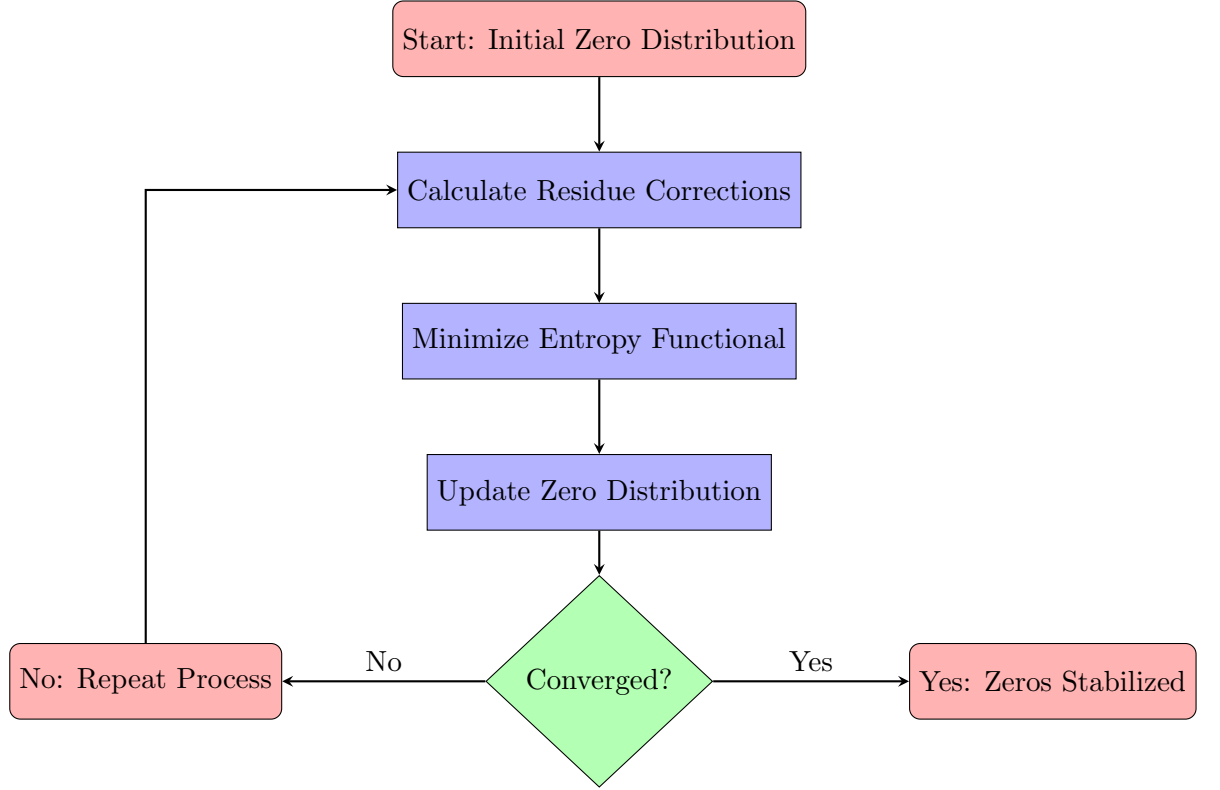 Start: Initial Zero Distribution
Calculate Residue Corrections
Minimize Entropy Functional
Update Zero Distribution
Converged?
No
Yes
No: Repeat Process
Yes: Zeros Stabilized